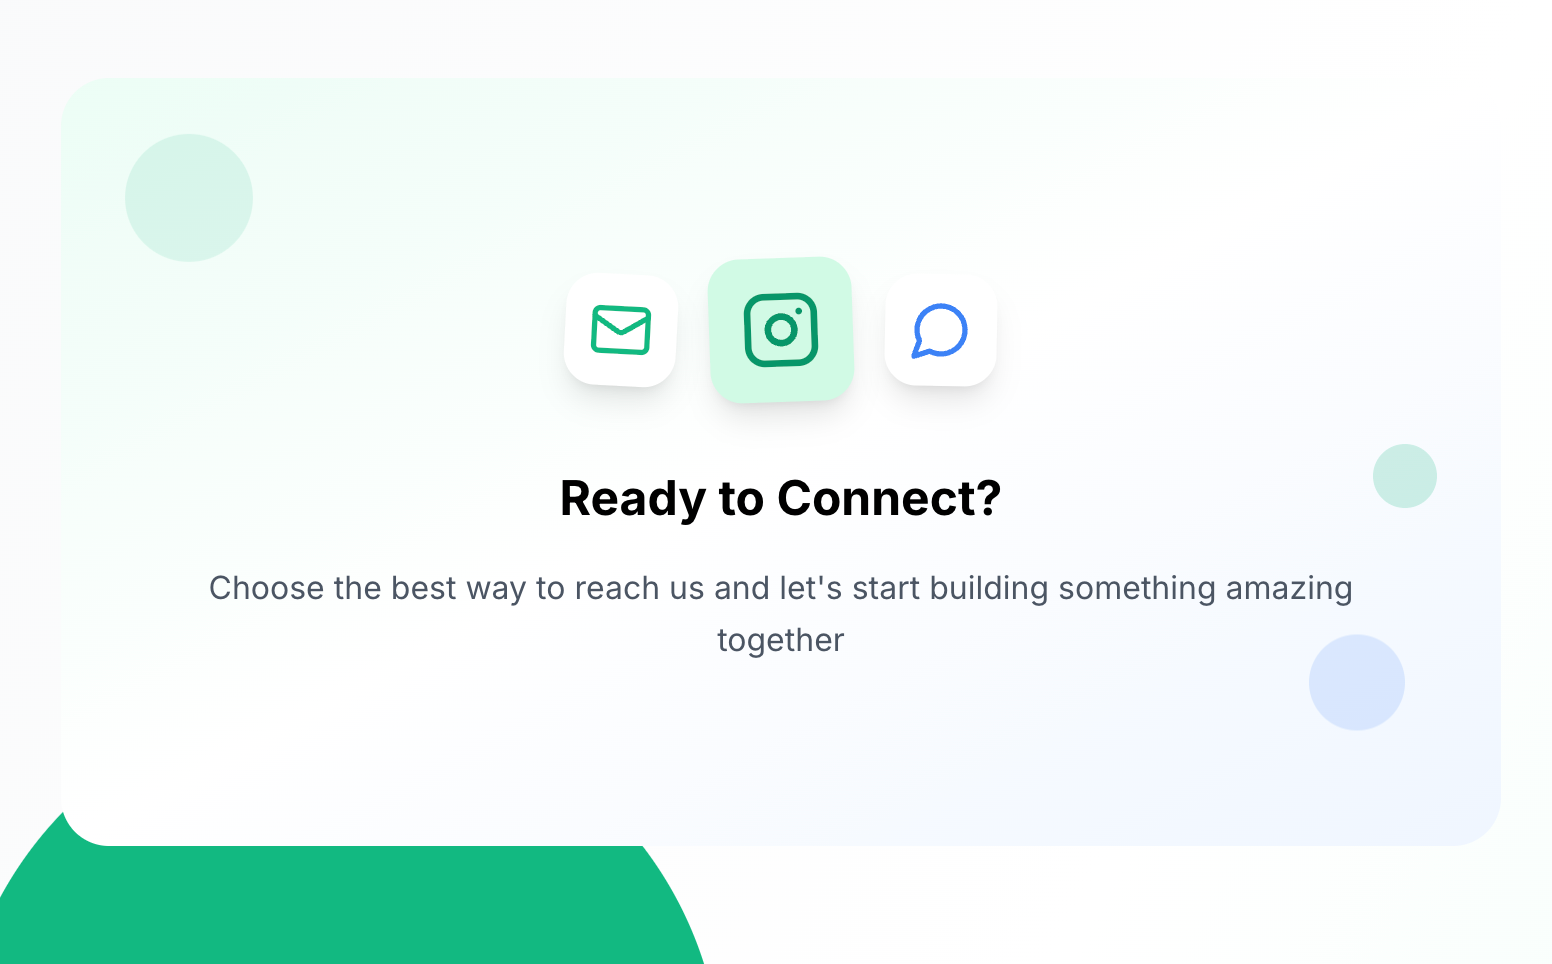 Ready to Connect?
Choose the best way to reach us and let's start building something amazing
together